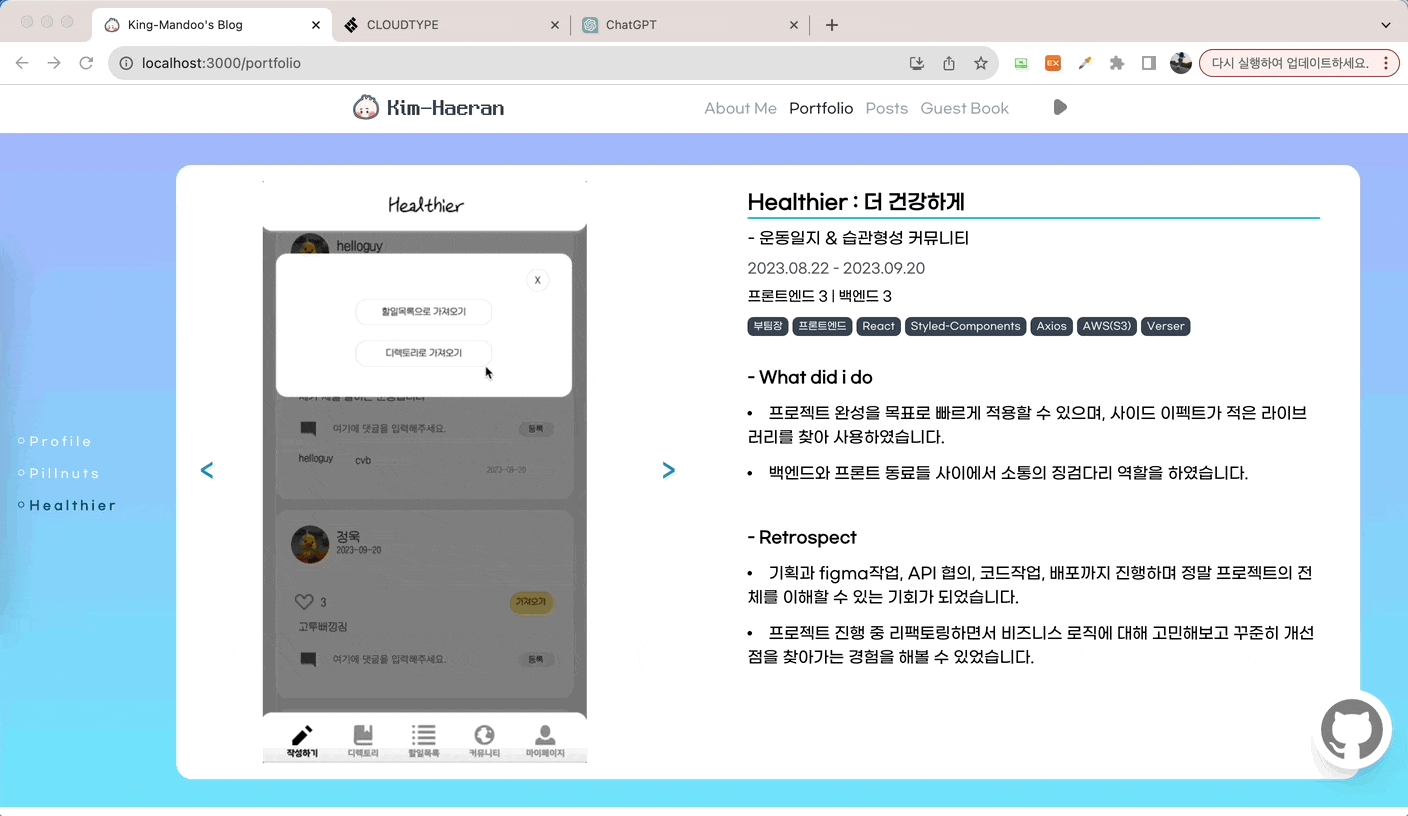 King-Mandoo's Blog
CLOUDTYPE
ChatGPT
localhost:3000/portfolio
EX
다시 실행하여 업데이트하세요.
Kim-Haeran
About Me
Portfolio
Posts
Guest Book
Profile
Pillnuts
Healthier
<
>
Healthier
helloguy
X
할일목록으로 가져오기
디렉토리로 가져오기
여기에 댓글을 입력해주세요.
등록
helloguy
cvb
2023-09-20
정욱
2023-09-20
3
가져오기
고투빠낑김
여기에 댓글을 입력해주세요.
등록
작성하기
디렉토리
할일목록
커뮤니티
마이페이지
Healthier : 더 건강하게
- 운동일지 & 습관형성 커뮤니티
2023.08.22 - 2023.09.20
프론트엔드 3 | 백엔드 3
부팀장
프론트엔드
React
Styled-Components
Axios
AWS(S3)
Verser
- What did i do
• 프로젝트 완성을 목표로 빠르게 적용할 수 있으며, 사이드 이펙트가 적은 라이브
러리를 찾아 사용하였습니다.
• 백엔드와 프론트 동료들 사이에서 소통의 징검다리 역할을 하였습니다.
- Retrospect
• 기획과 figma작업, API 협의, 코드작업, 배포까지 진행하며 정말 프로젝트의 전
체를 이해할 수 있는 기회가 되었습니다.
• 프로젝트 진행 중 리팩토링하면서 비즈니스 로직에 대해 고민해보고 꾸준히 개선
점을 찾아가는 경험을 해볼 수 있었습니다.